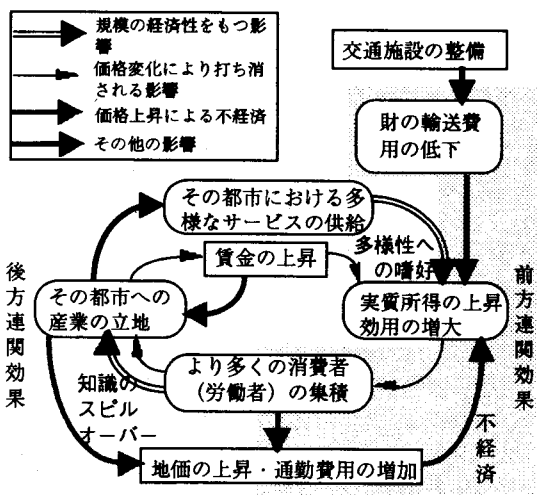 規模の経済性をもつ影
響
価格変化により打ち消
される影響
価格上昇による不経済
その他の影響
交通施設の整備
財の輸送費
用の低下
その都市における多
様なサービスの供給
多様性へ
の嗜好
賃金の上昇
後方連関効果
その都市への
産業の立地
実質所得の上昇
効用の増大
前方連関効果
より多くの消費者
（労働者）の集積
知識の
スピル
オーバー
不経済
地価の上昇・通勤費用の増加